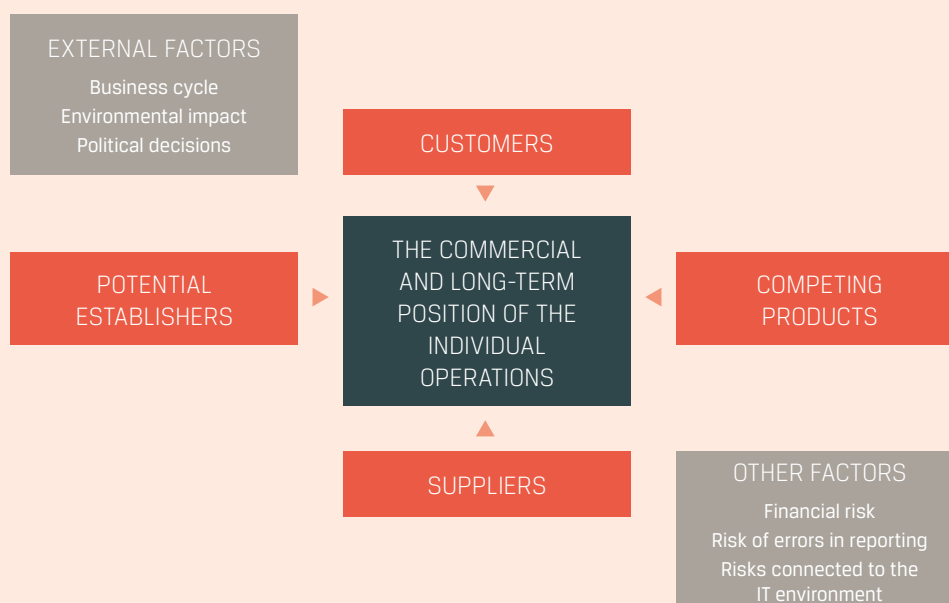 EXTERNAL FACTORS
Business cycle
Environmental impact
Political decisions
CUSTOMERS
POTENTIAL
ESTABLISHERS
THE COMMERCIAL
AND LONG-TERM
POSITION OF THE
INDIVIDUAL
OPERATIONS
COMPETING
PRODUCTS
SUPPLIERS
OTHER FACTORS
Financial risk
Risk of errors in reporting
Risks connected to the
IT environment